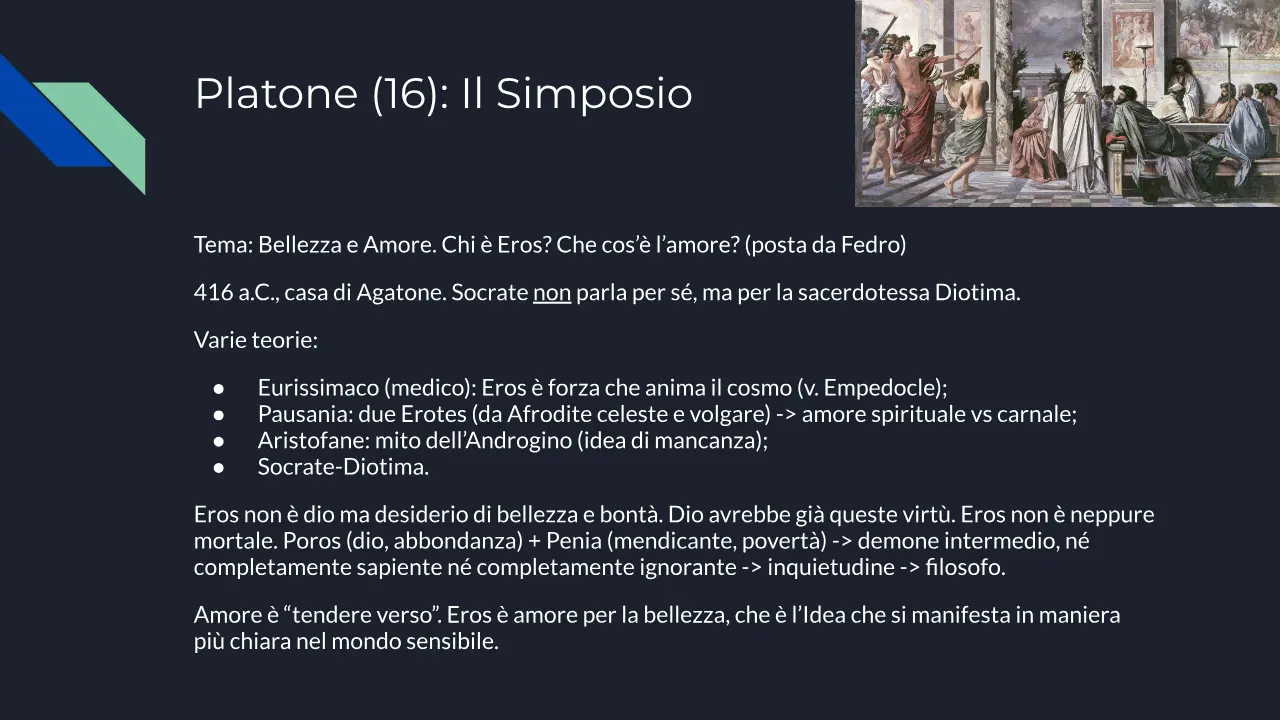 Platone (16): Il Simposio
Tema: Bellezza e Amore. Chi è Eros? Che cos’è l’amore? (posta da Fedro)
416 a.C., casa di Agatone. Socrate non parla per sé, ma per la sacerdotessa Diotima.
Varie teorie:
● Eurissimaco (medico): Eros è forza che anima il cosmo (v. Empedocle);
● Pausania: due Erotes (da Afrodite celeste e volgare) -> amore spirituale vs carnale;
● Aristofane: mito dell’Androgino (idea di mancanza);
● Socrate-Diotima.
Eros non è dio ma desiderio di bellezza e bontà. Dio avrebbe già queste virtù. Eros non è neppure
mortale. Poros (dio, abbondanza) + Penia (mendicante, povertà) -> demone intermedio, né
completamente sapiente né completamente ignorante -> inquietudine -> filosofo.
Amore è “tendere verso”. Eros è amore per la bellezza, che è l’Idea che si manifesta in maniera
più chiara nel mondo sensibile.